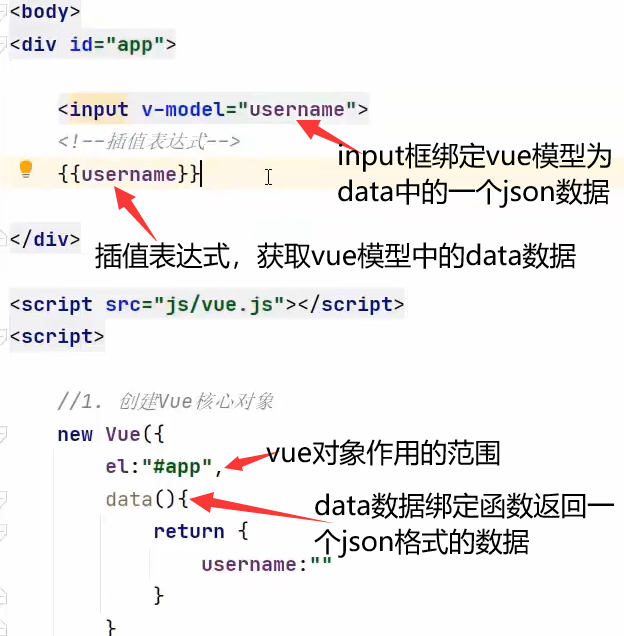 <body>
<div id="app">
<input v-model="username">
<!--插值表达式-->
input框绑定vue模型为
{{username}}
data中的一个json数据
</div>
插值表达式，获取vue模型中的data数据
<script src="js/vue.js"></script>
<script>
//1. 创建Vue核心对象
new Vue({
vue对象作用的范围
el:"#app",
data(){
data数据绑定函数返回一
return {
个json格式的数据
username:""
}
}